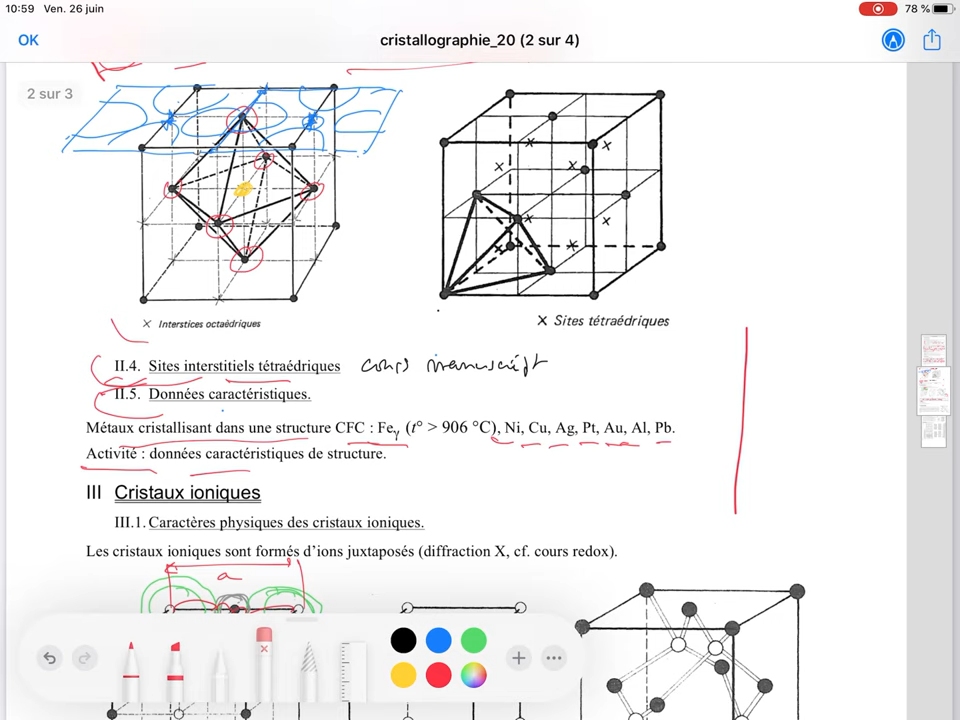 10:59 Ven. 26 juin
78 %
OK
cristallographie_20 (2 sur 4)
2 sur 3
X Interstices octaédriques
X Sites tétraédriques
II.4. Sites interstitiels tétraédriques cours manuscript
II.5. Données caractéristiques.
Métaux cristallisant dans une structure CFC : Feγ (t° > 906 °C), Ni, Cu, Ag, Pt, Au, Al, Pb.
Activité : données caractéristiques de structure.
III Cristaux ioniques
III.1. Caractères physiques des cristaux ioniques.
Les cristaux ioniques sont formés d'ions juxtaposés (diffraction X, cf. cours redox).
a